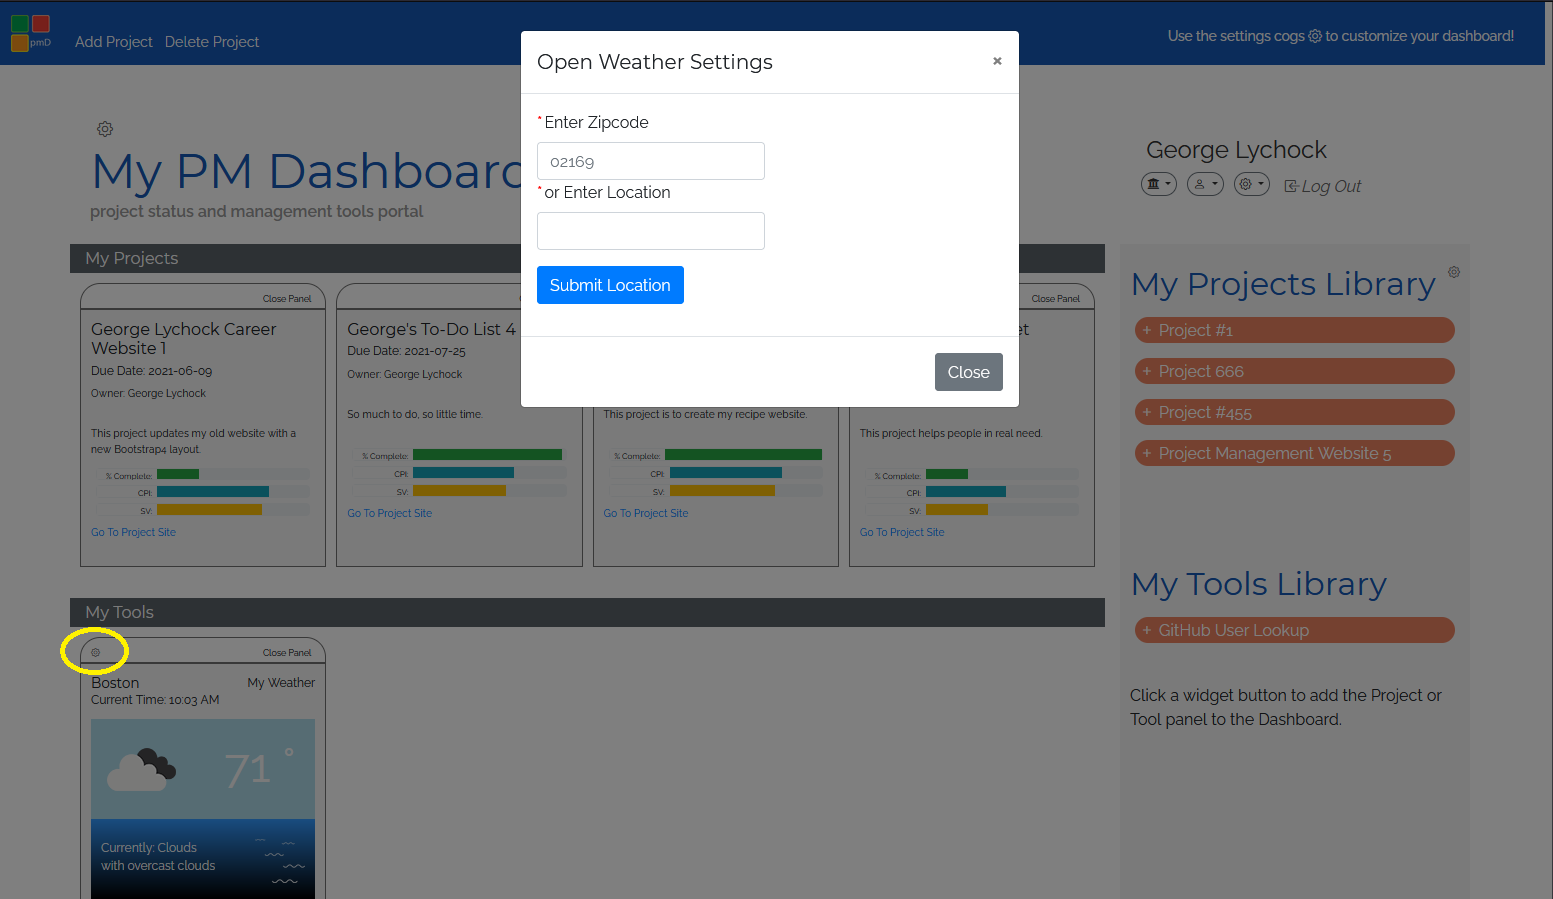 pmD
Add Project Delete Project
Use the settings cogs to customize your dashboard!
Open Weather Settings
×
* Enter Zipcode
02169
* or Enter Location
Submit Location
Close
My PM Dashboard
project status and management tools portal
George Lychock
Log Out
My Projects
Close Panel
George Lychock Career
Website 1
Due Date: 2021-06-09
Owner: George Lychock
This project updates my old website with a
new Bootstrap4 layout.
% Complete:
CPI:
SV:
Go To Project Site
George's To-Do List 4
Due Date: 2021-07-25
Owner: George Lychock
So much to do, so little time.
% Complete:
CPI:
SV:
Go To Project Site
This project is to create my recipe website.
% Complete:
CPI:
SV:
Go To Project Site
Close Panel
et
This project helps people in real need.
% Complete:
CPI:
SV:
Go To Project Site
My Projects Library
+ Project #1
+ Project 666
+ Project #455
+ Project Management Website 5
My Tools Library
+ GitHub User Lookup
Click a widget button to add the Project or
Tool panel to the Dashboard.
My Tools
Close Panel
Boston My Weather
Current Time: 10:03 AM
71 °
Currently: Clouds
with overcast clouds